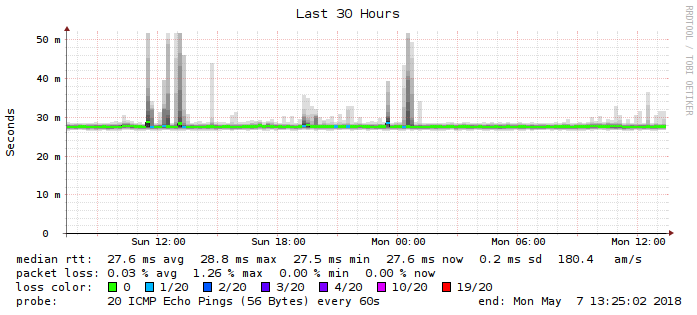 Last 30 Hours
RRDTOOL / TOBI OETIKER
Seconds
50 m
40 m
30 m
20 m
10 m
0
Sun 12:00 Sun 18:00 Mon 00:00 Mon 06:00 Mon 12:00
median rtt: 27.6 ms avg 28.8 ms max 27.5 ms min 27.6 ms now 0.2 ms sd 180.4 am/s
packet loss: 0.03 % avg 1.26 % max 0.00 % min 0.00 % now
loss color: 0 1/20 2/20 3/20 4/20 10/20 19/20
probe: 20 ICMP Echo Pings (56 Bytes) every 60s end: Mon May 7 13:25:02 2018